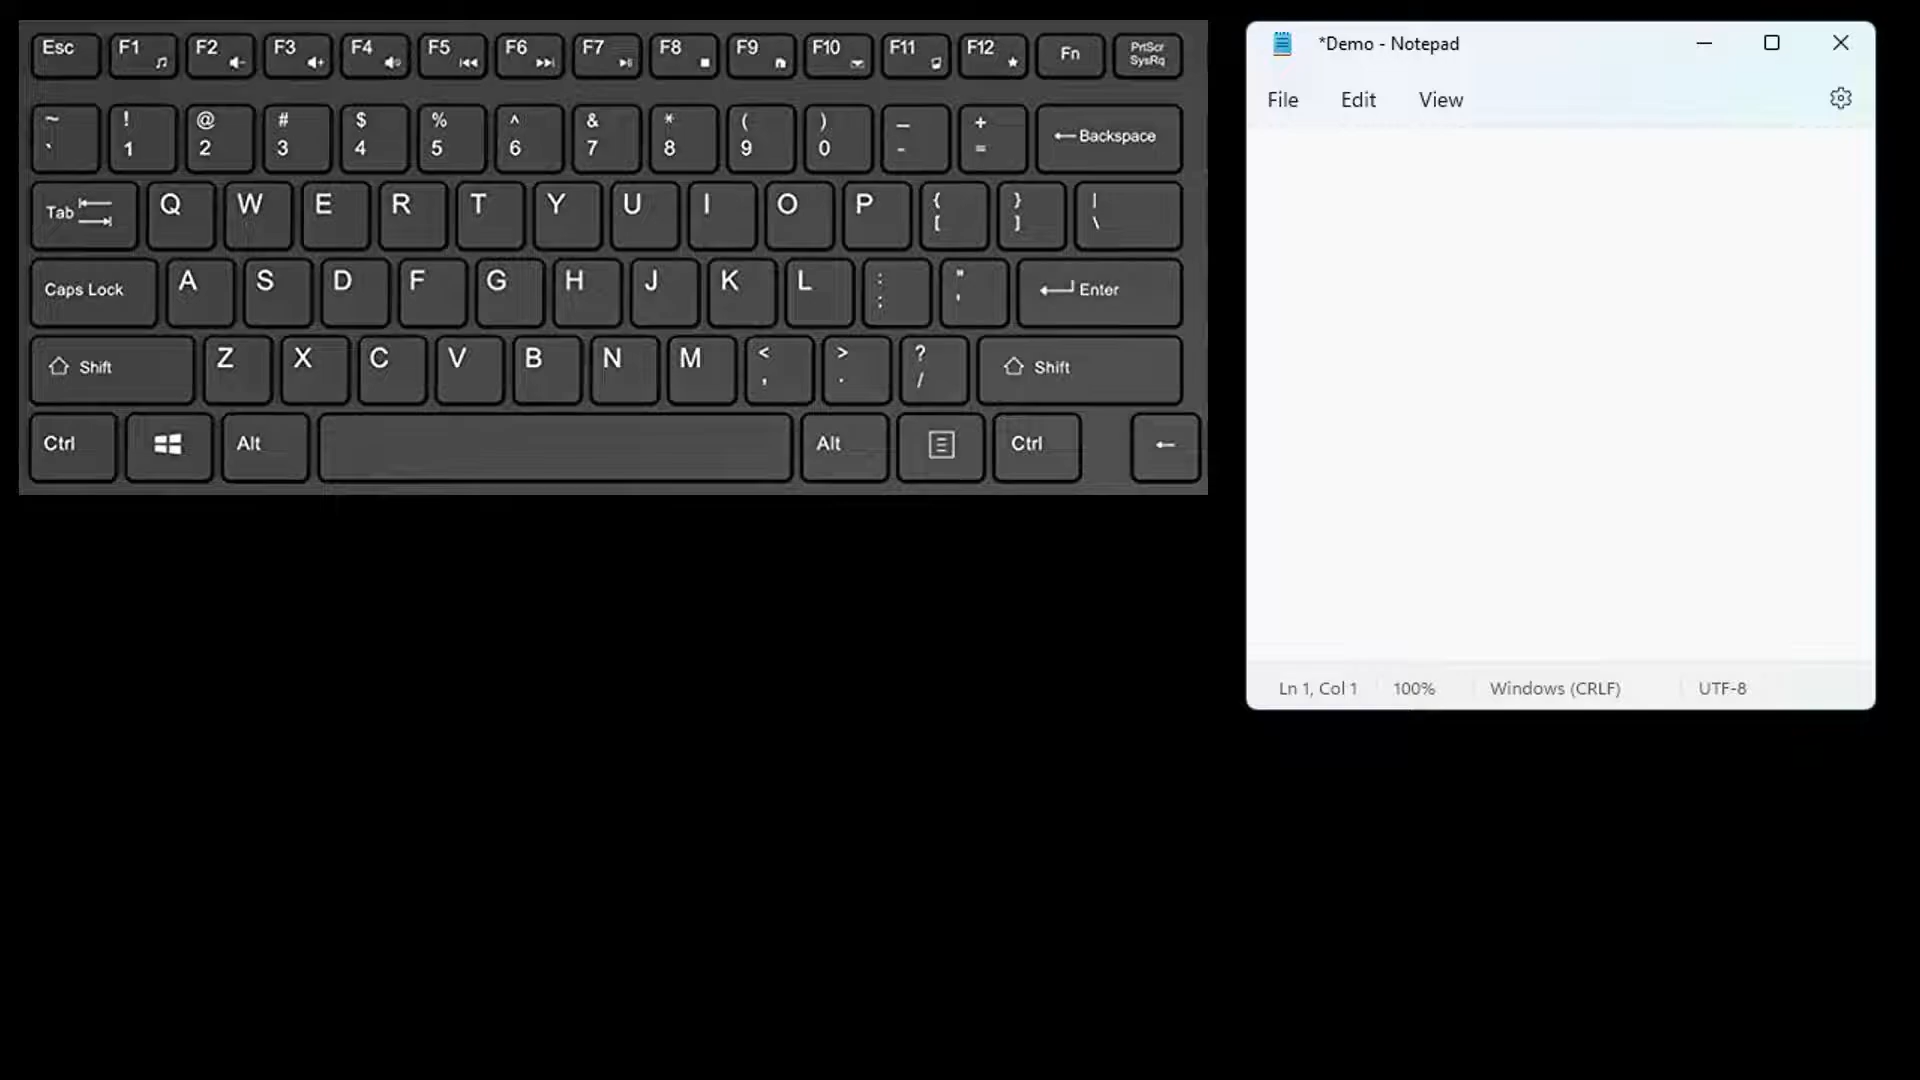 Esc F1 F2 F3 F4 F5 F6 F7 F8 F9 F10 F11 F12 Fn PrtScr
SysRq
~ ! @ # $ % ^ & * ( ) _ +
` 1 2 3 4 5 6 7 8 9 0 - = Backspace
Tab Q W E R T Y U I O P { } |
[ ] \
Caps Lock A S D F G H J K L : " Enter
; '
Shift Z X C V B N M < > ? Shift
, . /
Ctrl Alt Alt Ctrl
*Demo - Notepad
File Edit View
Ln 1, Col 1 100% Windows (CRLF) UTF-8